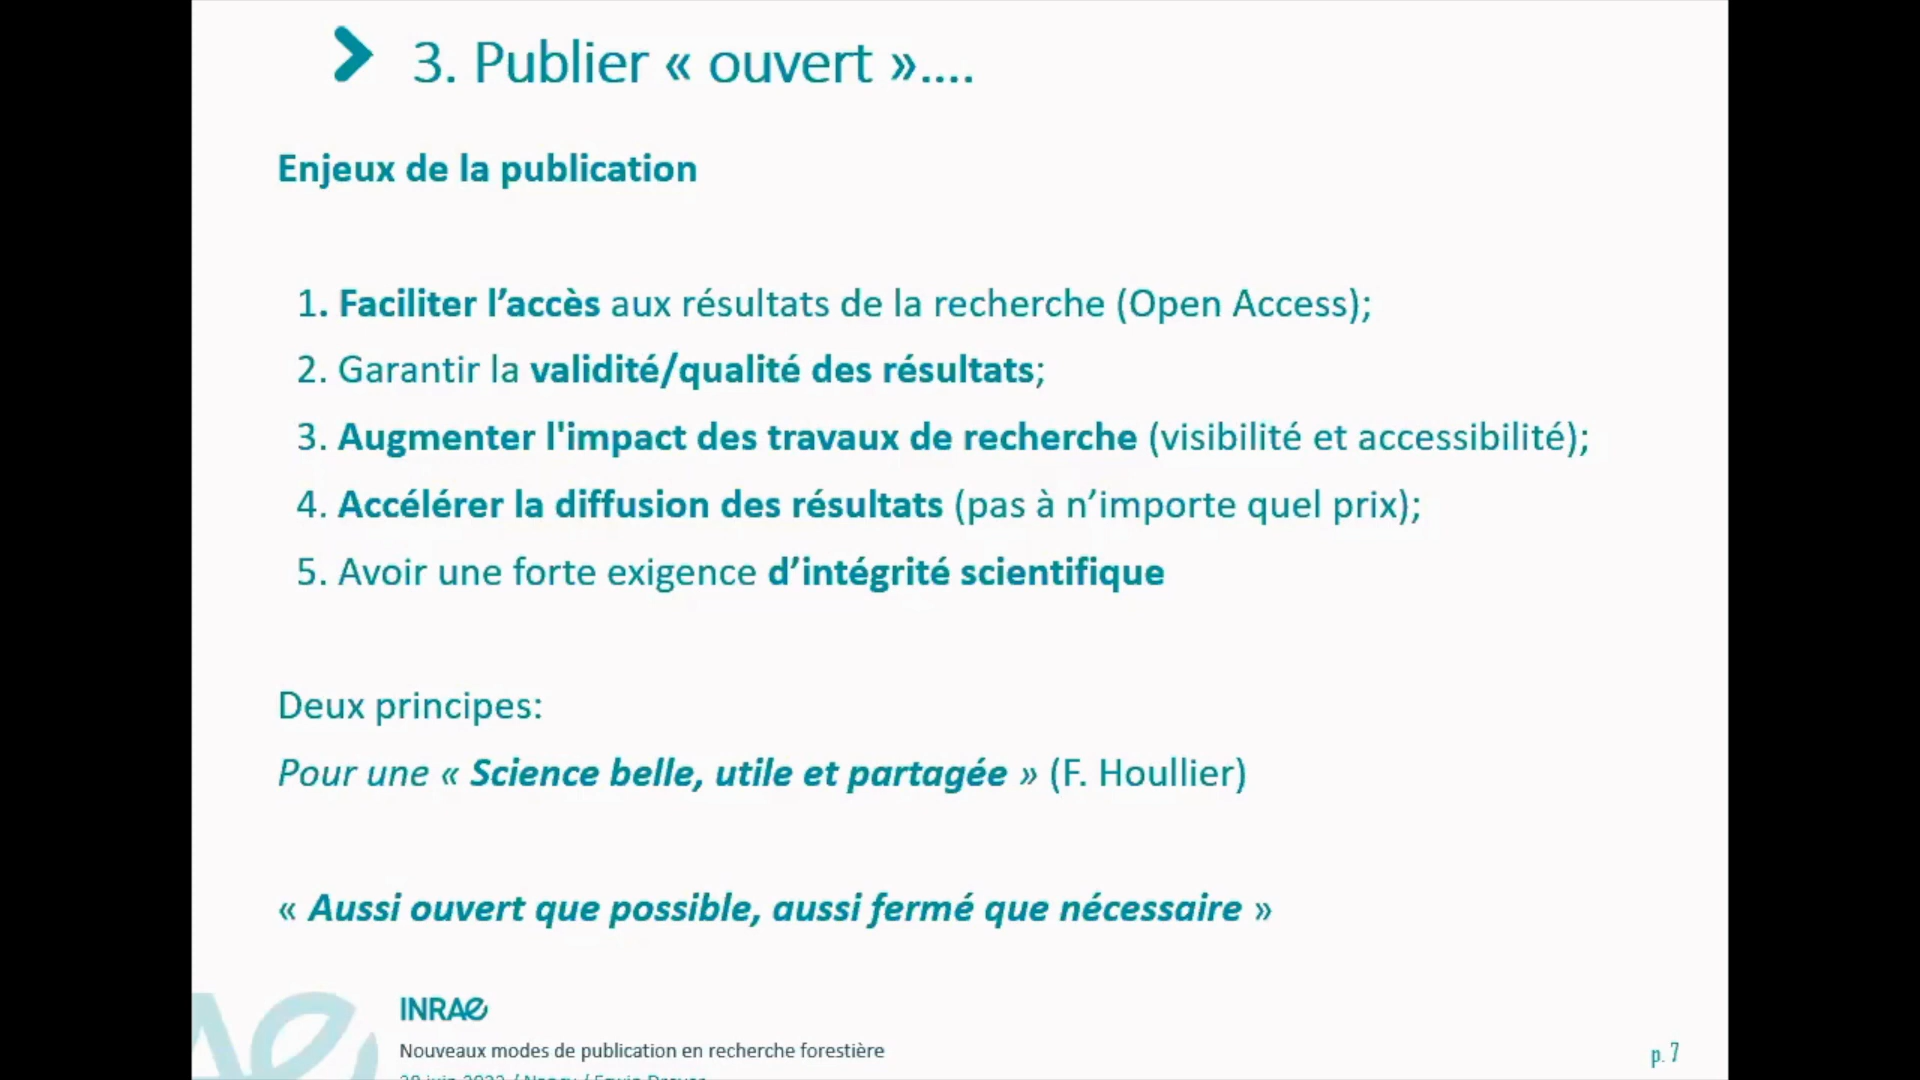 3. Publier « ouvert »....
Enjeux de la publication
1. Faciliter l’accès aux résultats de la recherche (Open Access);
2. Garantir la validité/qualité des résultats;
3. Augmenter l'impact des travaux de recherche (visibilité et accessibilité);
4. Accélérer la diffusion des résultats (pas à n’importe quel prix);
5. Avoir une forte exigence d’intégrité scientifique
Deux principes:
Pour une « Science belle, utile et partagée » (F. Houllier)
« Aussi ouvert que possible, aussi fermé que nécessaire »
INRAE
Nouveaux modes de publication en recherche forestière
p. 7